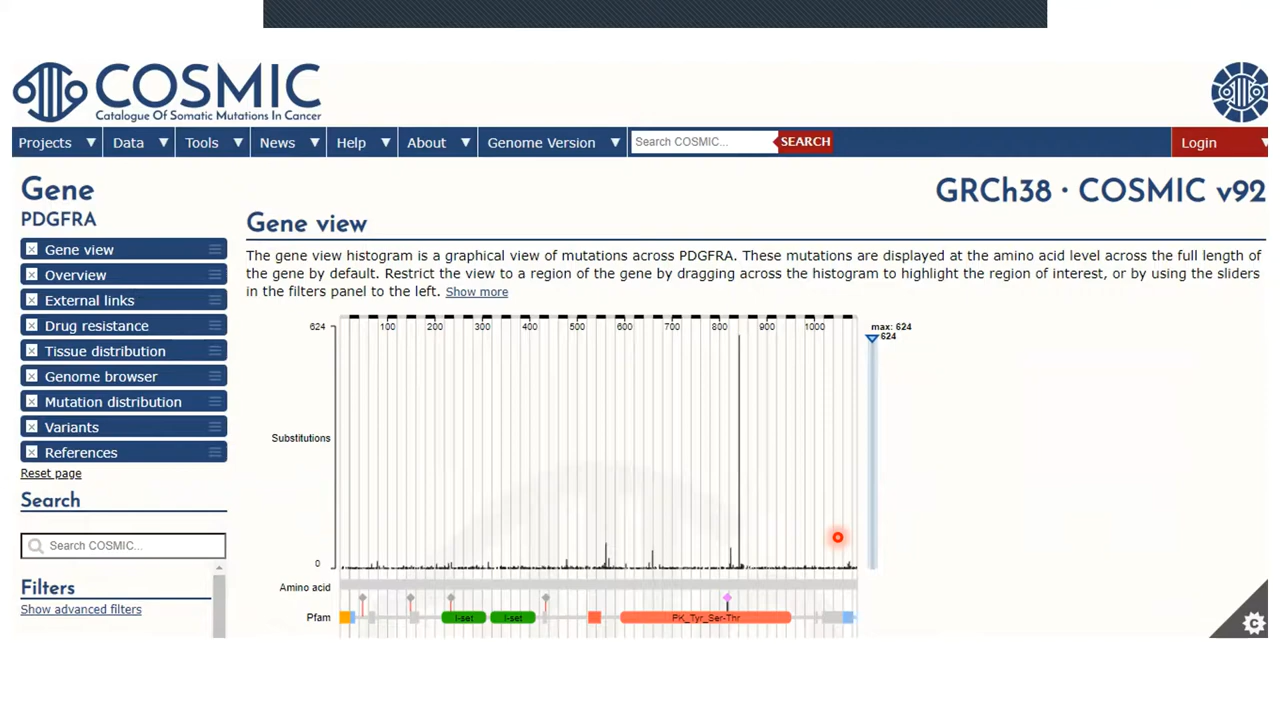 COSMIC
Catalogue Of Somatic Mutations In Cancer
Projects ▼ Data ▼ Tools ▼ News ▼ Help ▼ About ▼ Genome Version ▼ Search COSMIC... SEARCH Login ▼
Gene
PDGFRA
GRCh38 · COSMIC v92
Gene view
Overview
External links
Drug resistance
Tissue distribution
Genome browser
Mutation distribution
Variants
References
Reset page
Search
Search COSMIC...
Filters
Show advanced filters
Gene view
The gene view histogram is a graphical view of mutations across PDGFRA. These mutations are displayed at the amino acid level across the full length of
the gene by default. Restrict the view to a region of the gene by dragging across the histogram to highlight the region of interest, or by using the sliders
in the filters panel to the left. Show more
624 100 200 300 400 500 600 700 800 900 1000 max: 624
624
Substitutions
0
Amino acid
Pfam I-set I-set PK_Tyr_Ser-Thr